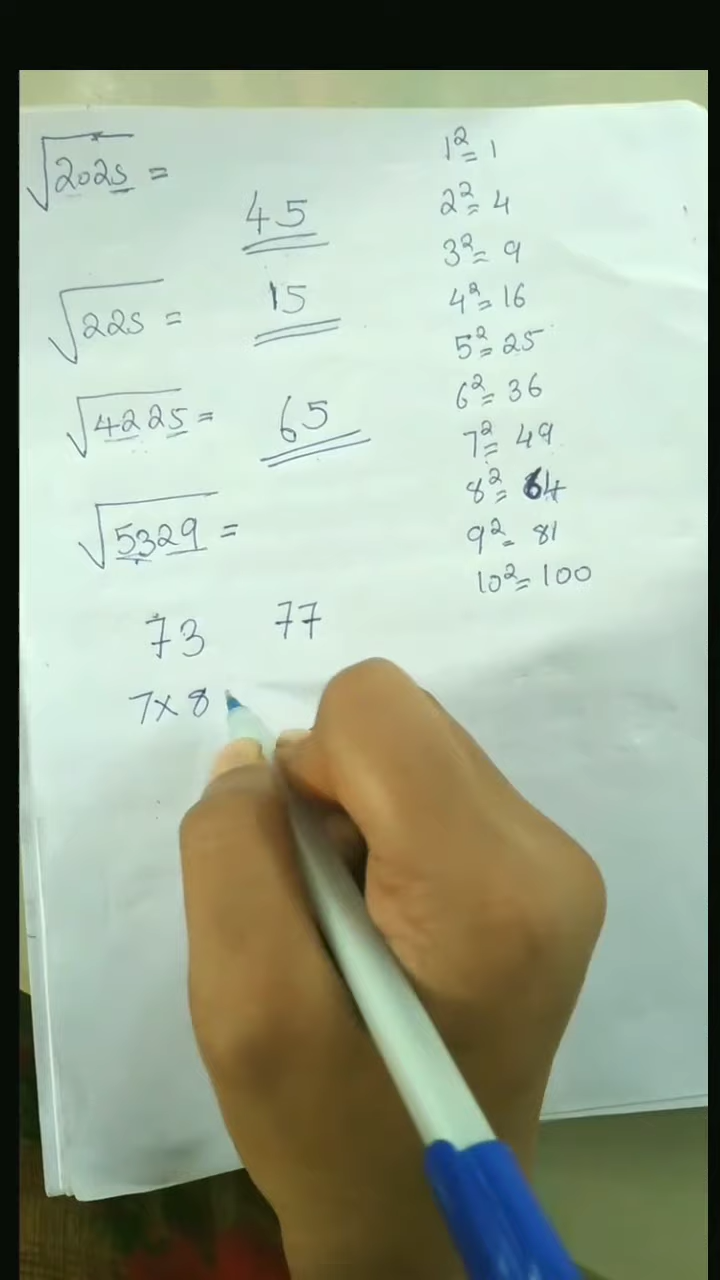 √2025 =
45
√225 = 15
√4225 = 65
√5329 =
73 77
7×8
1² = 1
2² = 4
3² = 9
4² = 16
5² = 25
6² = 36
7² = 49
8² = 64
9² = 81
10² = 100